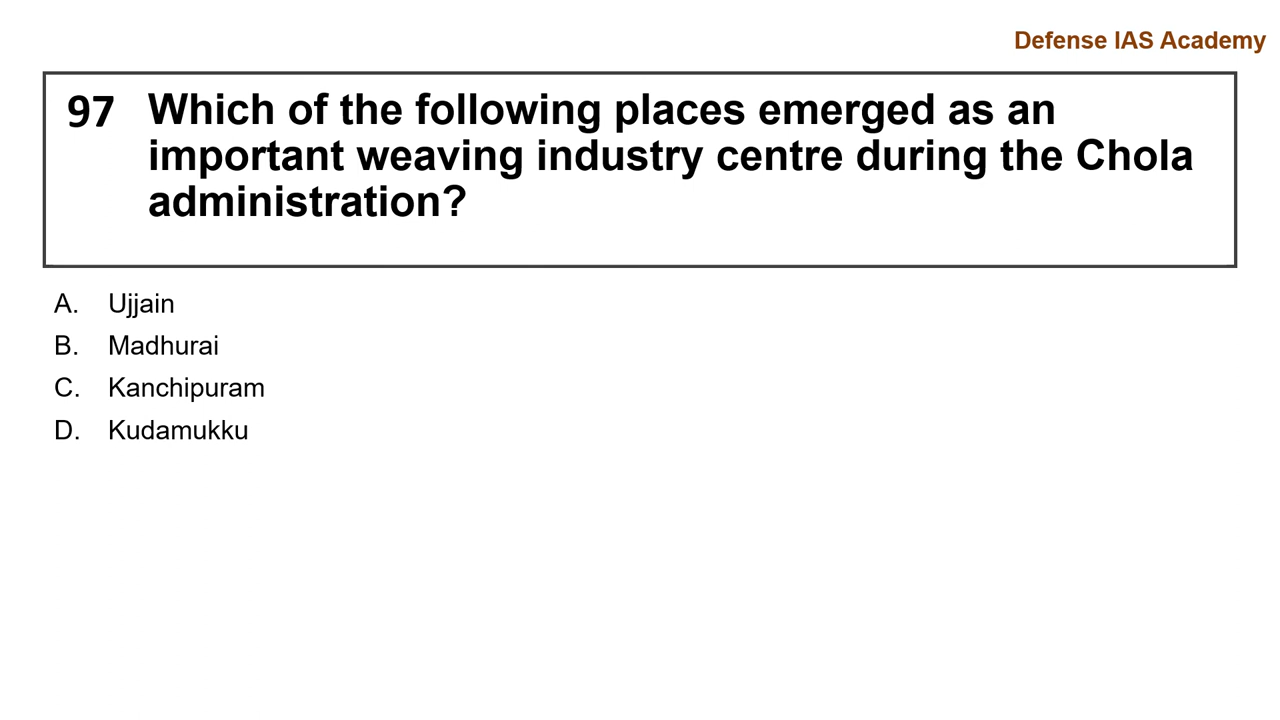 Defense IAS Academy
97 Which of the following places emerged as an
important weaving industry centre during the Chola
administration?
A. Ujjain
B. Madhurai
C. Kanchipuram
D. Kudamukku